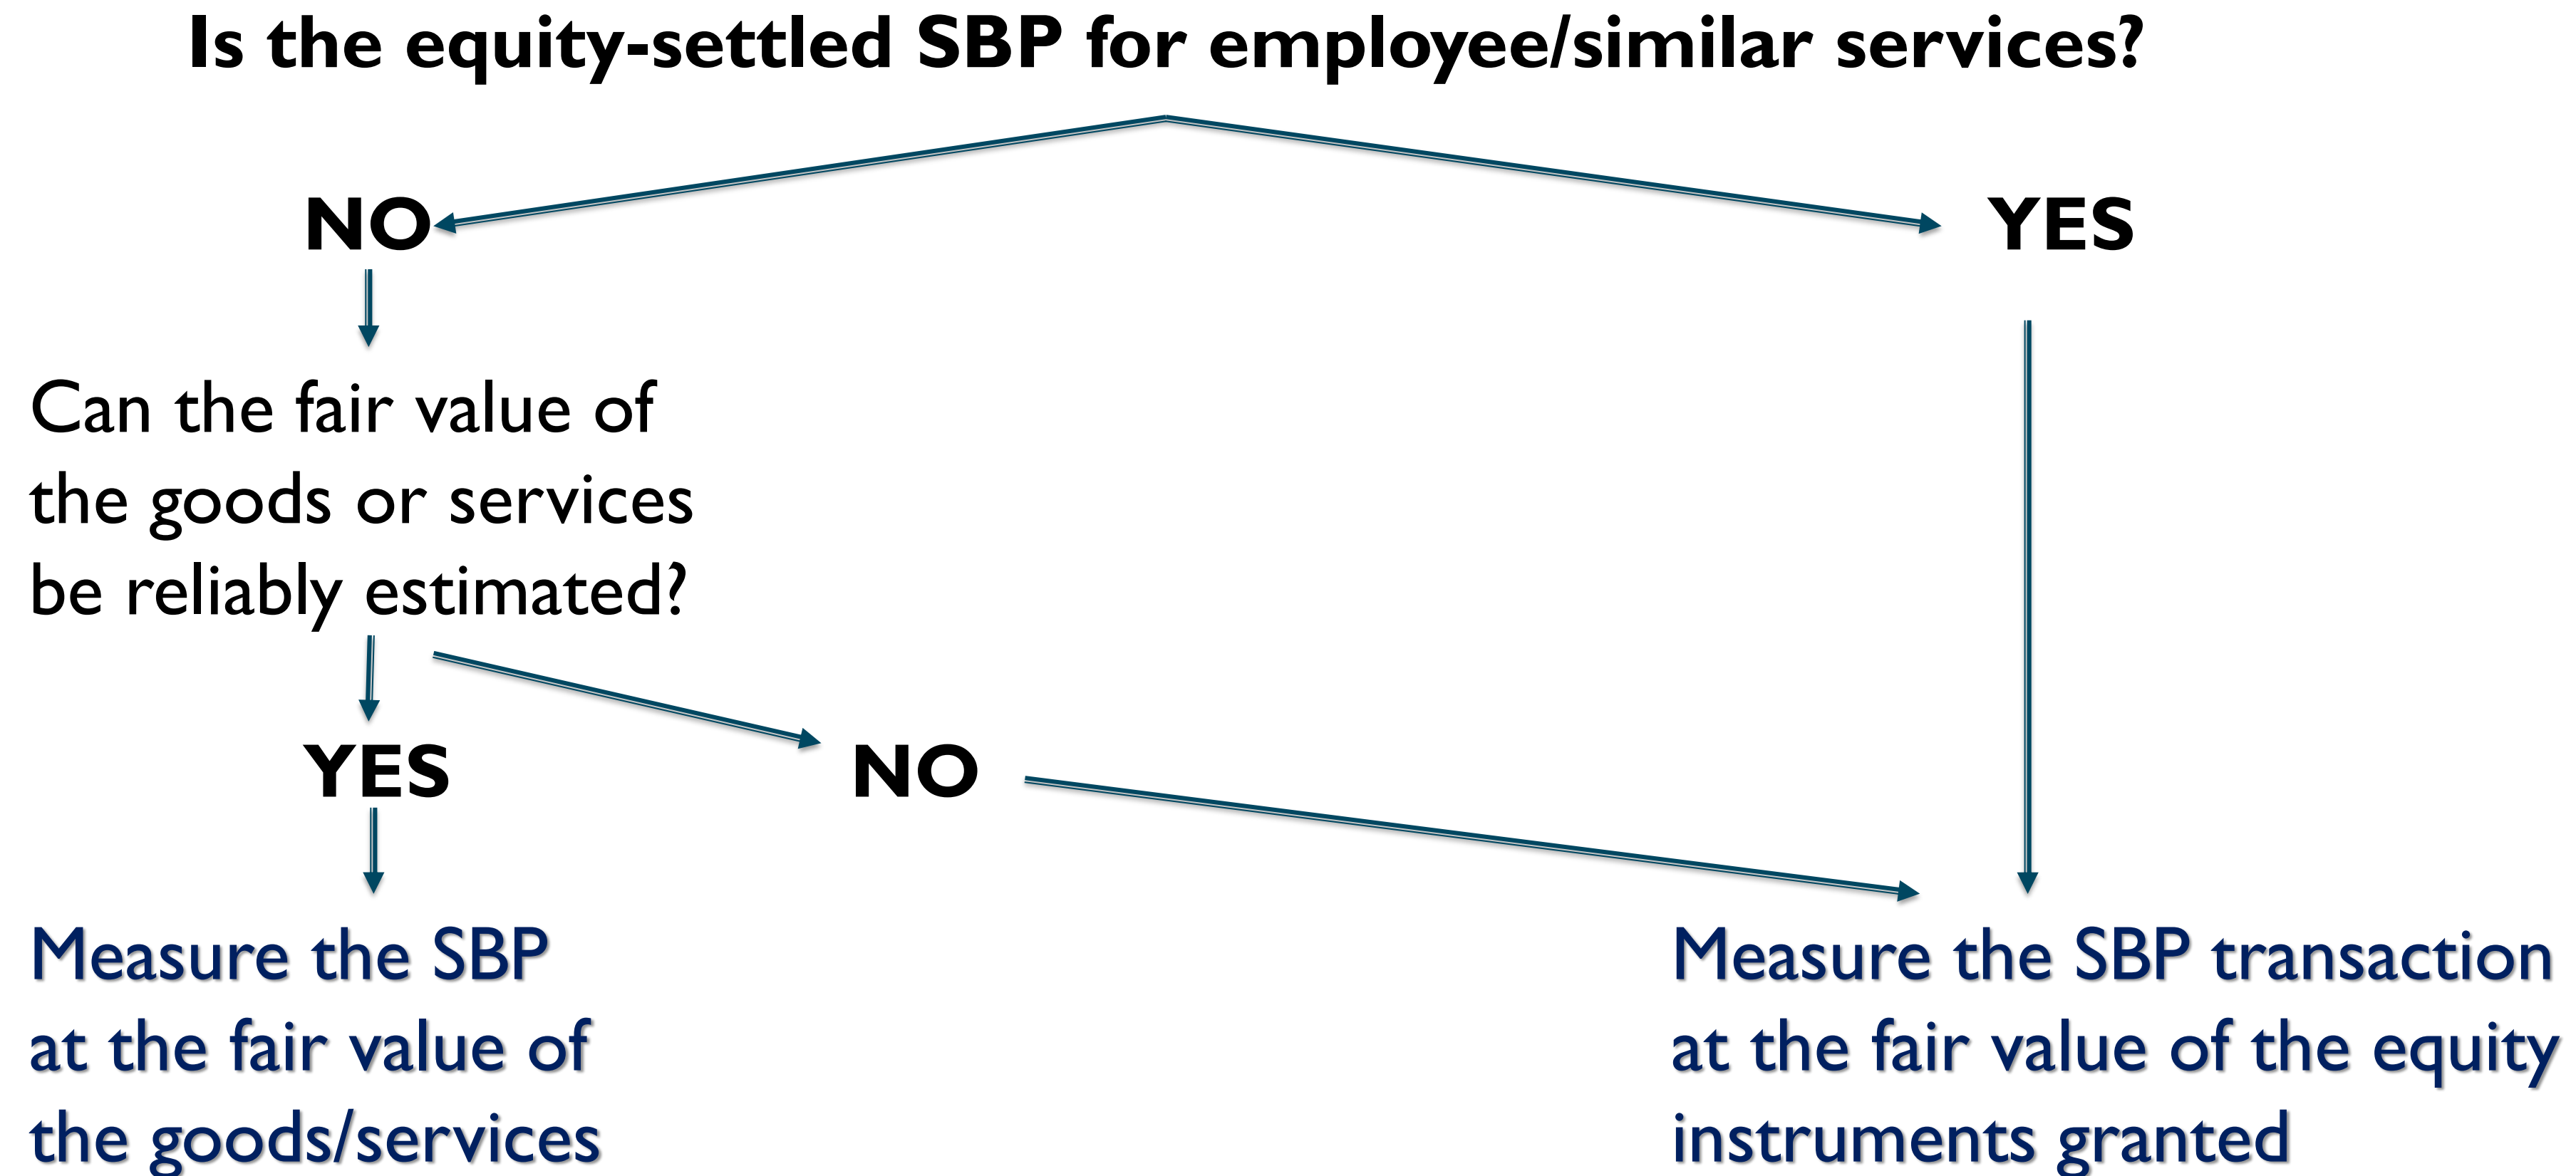 Is the equity-settled SBP for employee/similar services?
NO
YES
Can the fair value of
the goods or services
be reliably estimated?
YES
NO
Measure the SBP
at the fair value of
the goods/services
Measure the SBP transaction
at the fair value of the equity
instruments granted